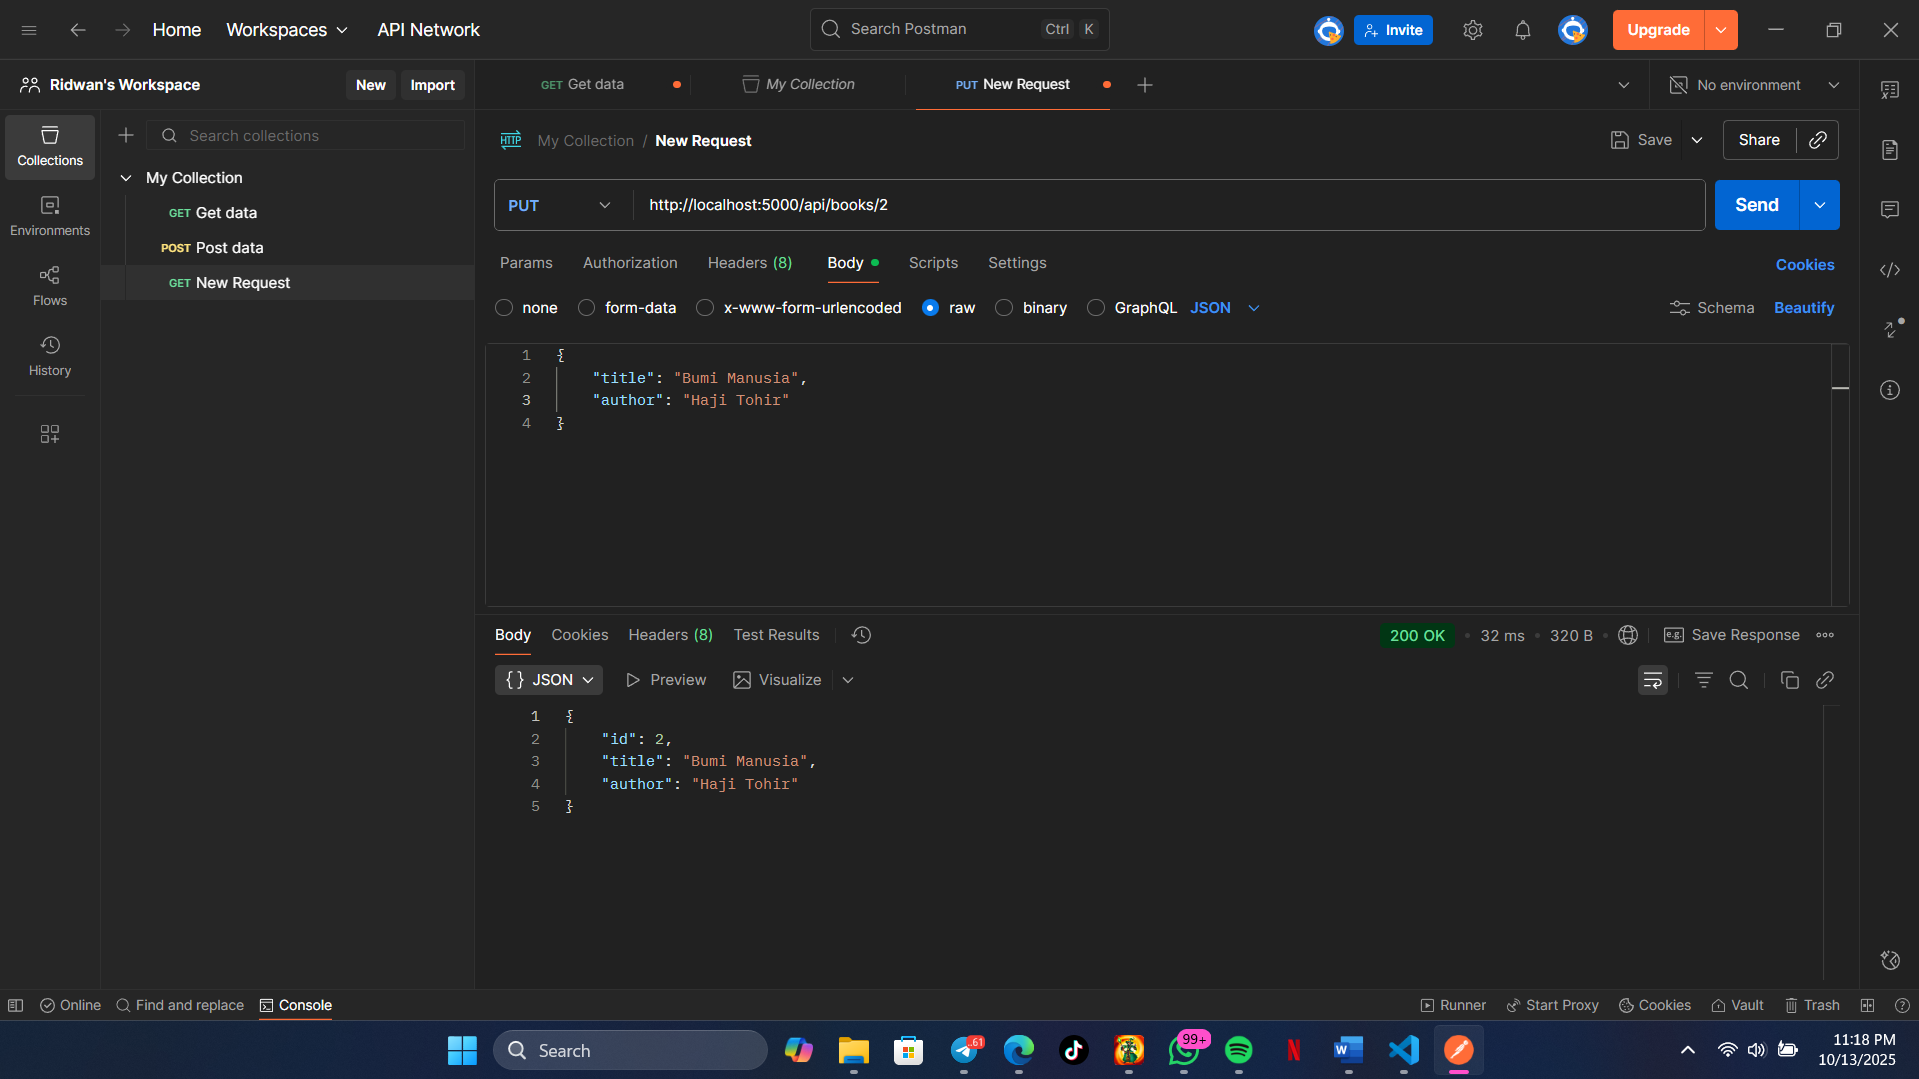 Home Workspaces API Network Search Postman Ctrl K Invite Upgrade
Ridwan's Workspace New Import GET Get data My Collection PUT New Request No environment
Collections Search collections
HTTP My Collection / New Request Save Share
My Collection
GET Get data
POST Post data
GET New Request
Environments
Flows
History
PUT http://localhost:5000/api/books/2 Send
Params Authorization Headers (8) Body Scripts Settings Cookies
none form-data x-www-form-urlencoded raw binary GraphQL JSON Schema Beautify
1 {
2 "title": "Bumi Manusia",
3 "author": "Haji Tohir"
4 }
Body Cookies Headers (8) Test Results 200 OK • 32 ms • 320 B • e.g. Save Response
{} JSON Preview Visualize
1 {
2 "id": 2,
3 "title": "Bumi Manusia",
4 "author": "Haji Tohir"
5 }
Online Find and replace Console Runner Start Proxy Cookies Vault Trash
Search ..61 99+ N W 11:18 PM
10/13/2025